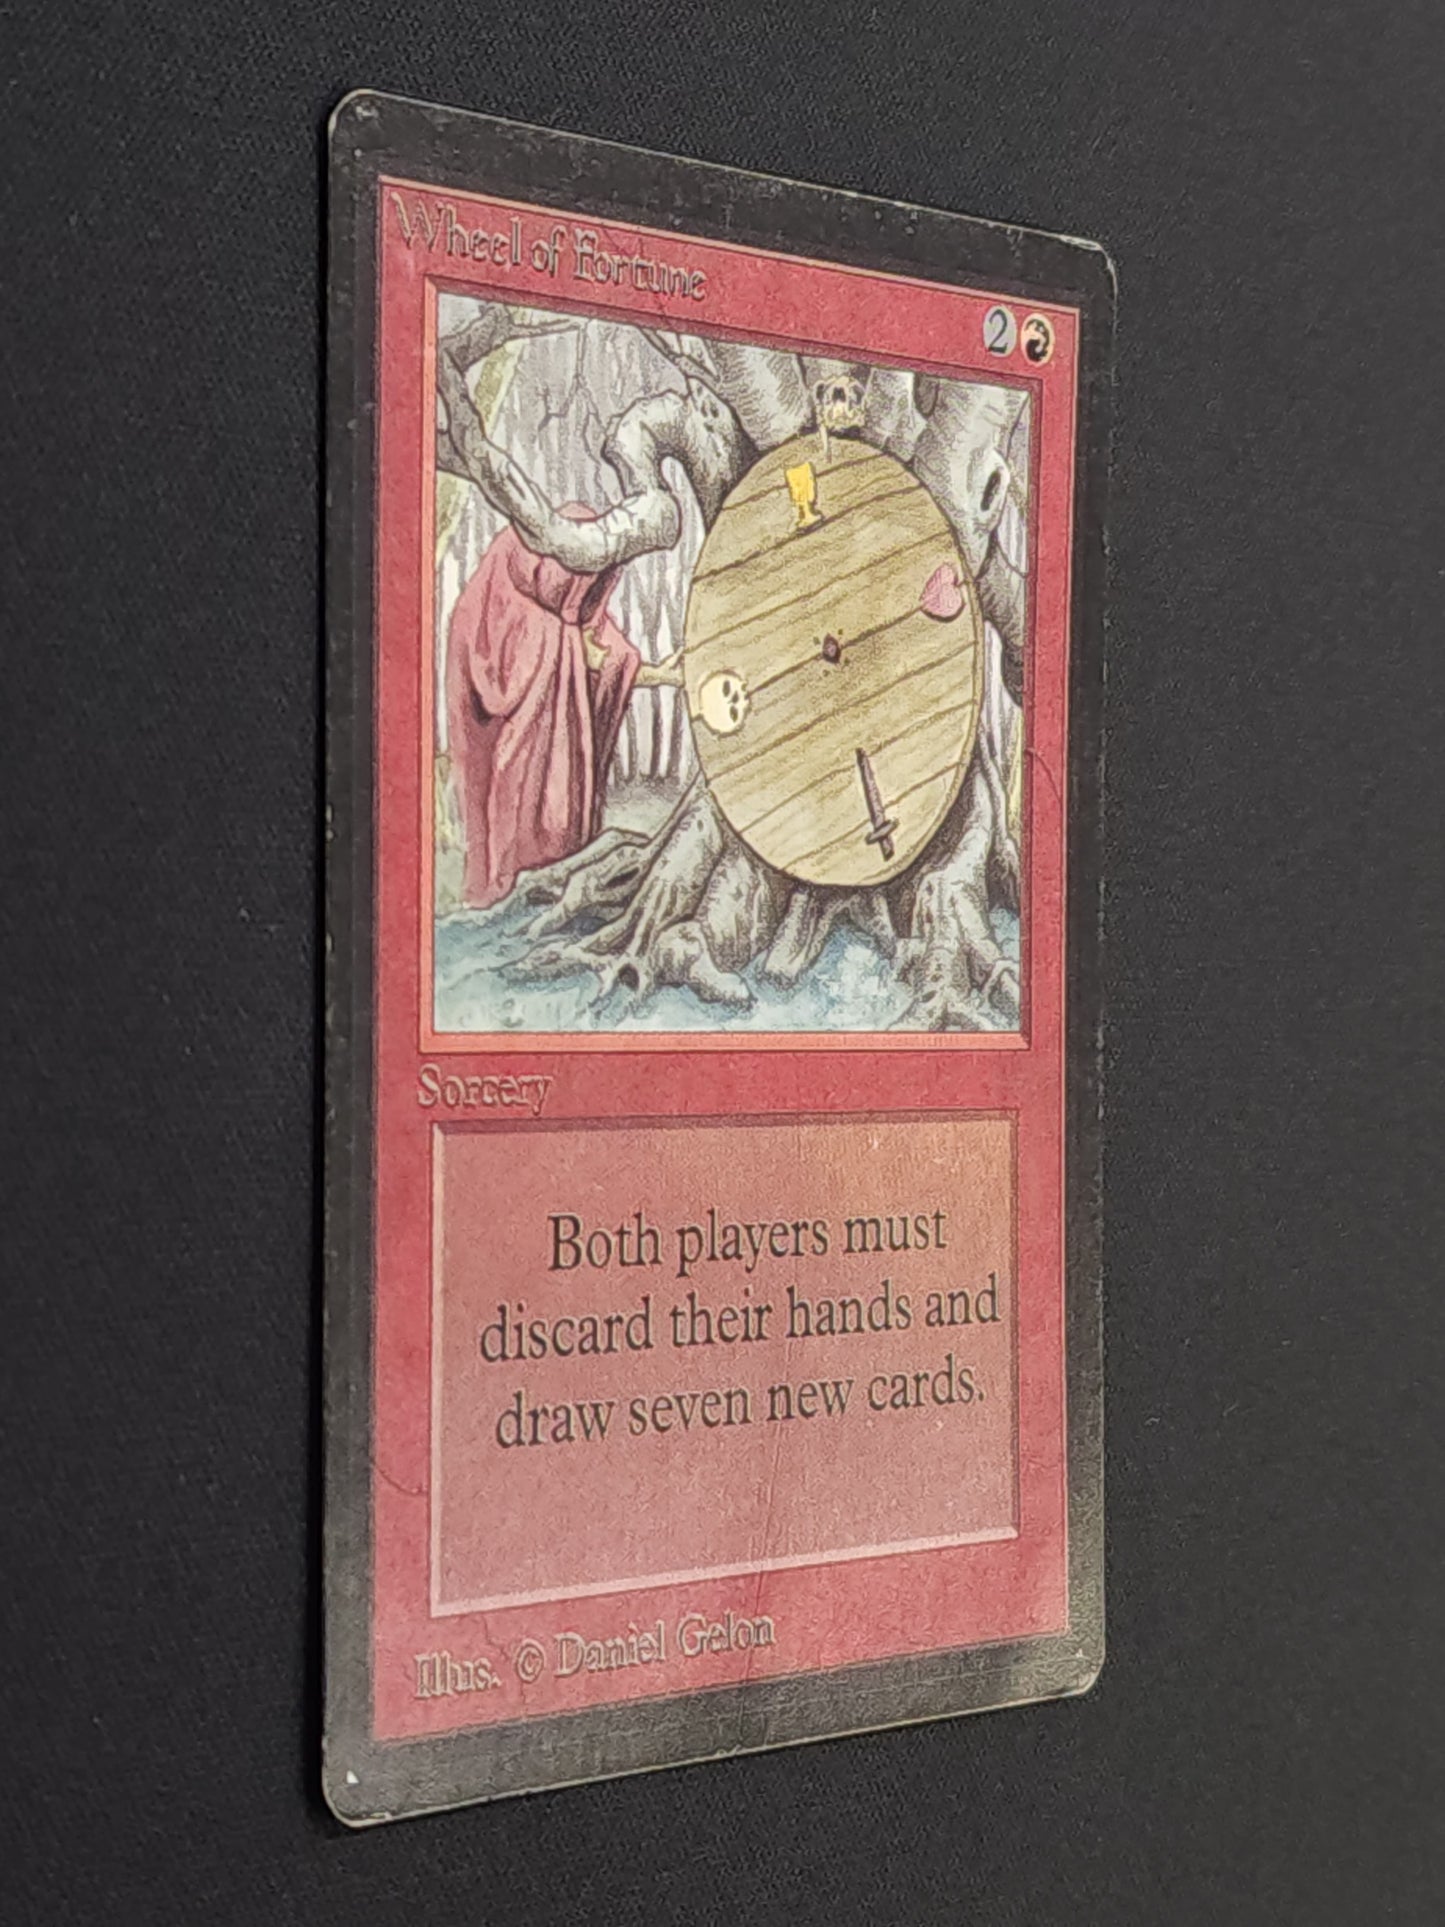 Wheel of Fortune
2
Sorcery
Both players must
discard their hands and
draw seven new cards.
Illus. © Daniel Gelon